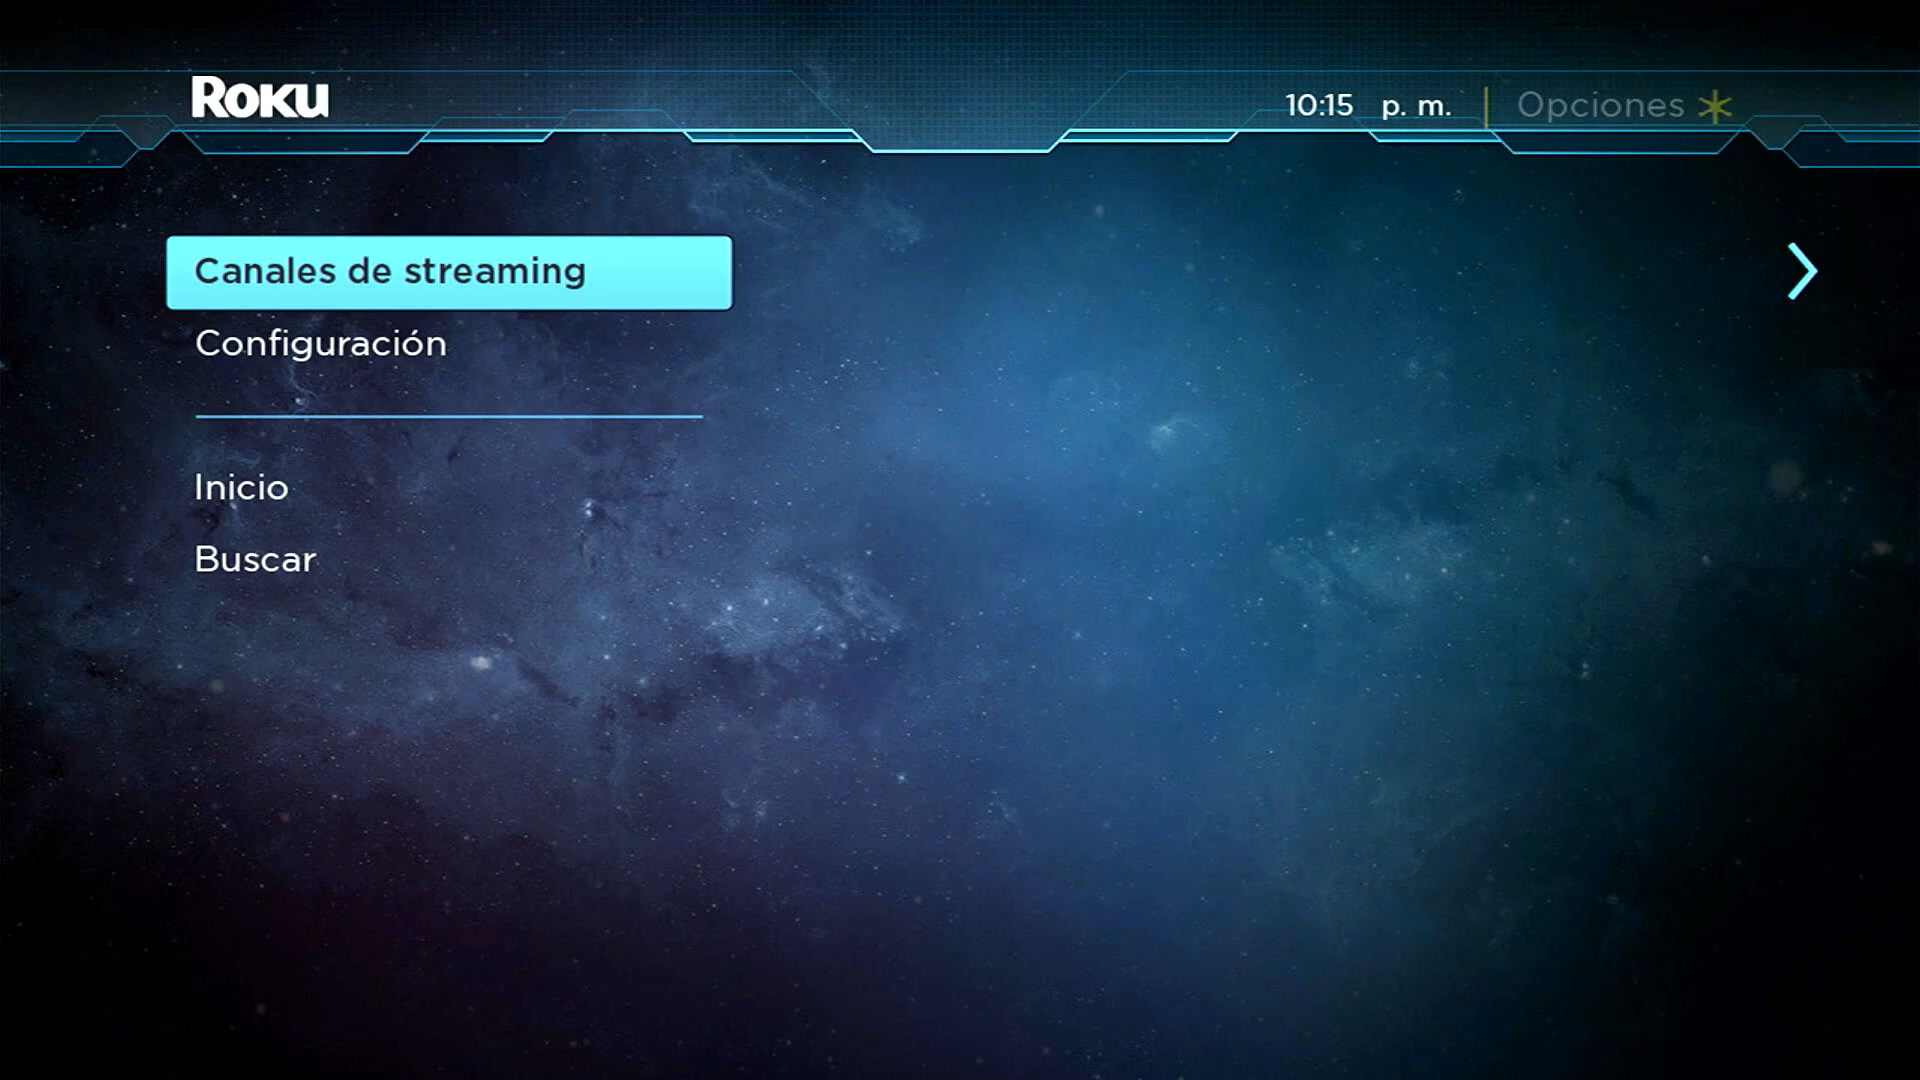 Roku
10:15 p. m. | Opciones *
Canales de streaming
Configuración
Inicio
Buscar